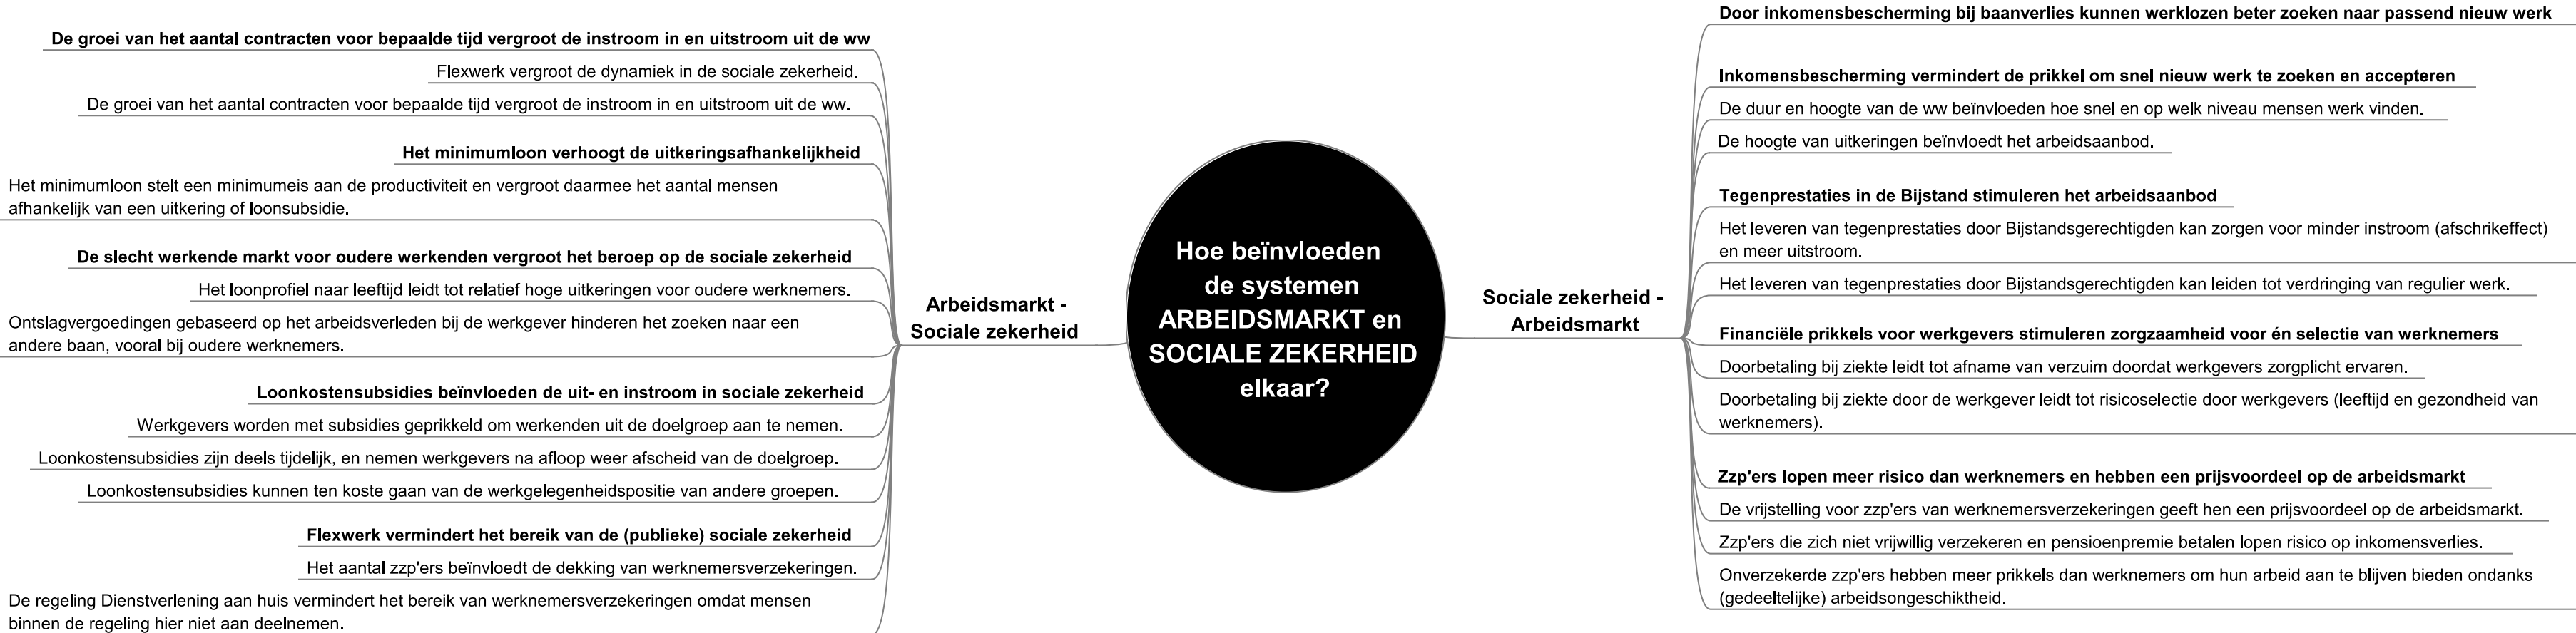 De groei van het aantal contracten voor bepaalde tijd vergroot de instroom in en uitstroom uit de ww
Flexwerk vergroot de dynamiek in de sociale zekerheid.
De groei van het aantal contracten voor bepaalde tijd vergroot de instroom in en uitstroom uit de ww.
Het minimumloon verhoogt de uitkeringsafhankelijkheid
Het minimumloon stelt een minimumeis aan de productiviteit en vergroot daarmee het aantal mensen
afhankelijk van een uitkering of loonsubsidie.
De slecht werkende markt voor oudere werkenden vergroot het beroep op de sociale zekerheid
Het loonprofiel naar leeftijd leidt tot relatief hoge uitkeringen voor oudere werknemers.
Ontslagvergoedingen gebaseerd op het arbeidsverleden bij de werkgever hinderen het zoeken naar een
andere baan, vooral bij oudere werknemers.
Loonkostensubsidies beïnvloeden de uit- en instroom in sociale zekerheid
Werkgevers worden met subsidies geprikkeld om werkenden uit de doelgroep aan te nemen.
Loonkostensubsidies zijn deels tijdelijk, en nemen werkgevers na afloop weer afscheid van de doelgroep.
Loonkostensubsidies kunnen ten koste gaan van de werkgelegenheidspositie van andere groepen.
Flexwerk vermindert het bereik van de (publieke) sociale zekerheid
Het aantal zzp'ers beïnvloedt de dekking van werknemersverzekeringen.
De regeling Dienstverlening aan huis vermindert het bereik van werknemersverzekeringen omdat mensen
binnen de regeling hier niet aan deelnemen.
Arbeidsmarkt -
Sociale zekerheid
Hoe beïnvloeden
de systemen
ARBEIDSMARKT en
SOCIALE ZEKERHEID
elkaar?
Sociale zekerheid -
Arbeidsmarkt
Door inkomensbescherming bij baanverlies kunnen werklozen beter zoeken naar passend nieuw werk
Inkomensbescherming vermindert de prikkel om snel nieuw werk te zoeken en accepteren
De duur en hoogte van de ww beïnvloeden hoe snel en op welk niveau mensen werk vinden.
De hoogte van uitkeringen beïnvloedt het arbeidsaanbod.
Tegenprestaties in de Bijstand stimuleren het arbeidsaanbod
Het leveren van tegenprestaties door Bijstandsgerechtigden kan zorgen voor minder instroom (afschrikeffect)
en meer uitstroom.
Het leveren van tegenprestaties door Bijstandsgerechtigden kan leiden tot verdringing van regulier werk.
Financiële prikkels voor werkgevers stimuleren zorgzaamheid voor én selectie van werknemers
Doorbetaling bij ziekte leidt tot afname van verzuim doordat werkgevers zorgplicht ervaren.
Doorbetaling bij ziekte door de werkgever leidt tot risicoselectie door werkgevers (leeftijd en gezondheid van
werknemers).
Zzp'ers lopen meer risico dan werknemers en hebben een prijsvoordeel op de arbeidsmarkt
De vrijstelling voor zzp'ers van werknemersverzekeringen geeft hen een prijsvoordeel op de arbeidsmarkt.
Zzp'ers die zich niet vrijwillig verzekeren en pensioenpremie betalen lopen risico op inkomensverlies.
Onverzekerde zzp'ers hebben meer prikkels dan werknemers om hun arbeid aan te blijven bieden ondanks
(gedeeltelijke) arbeidsongeschiktheid.